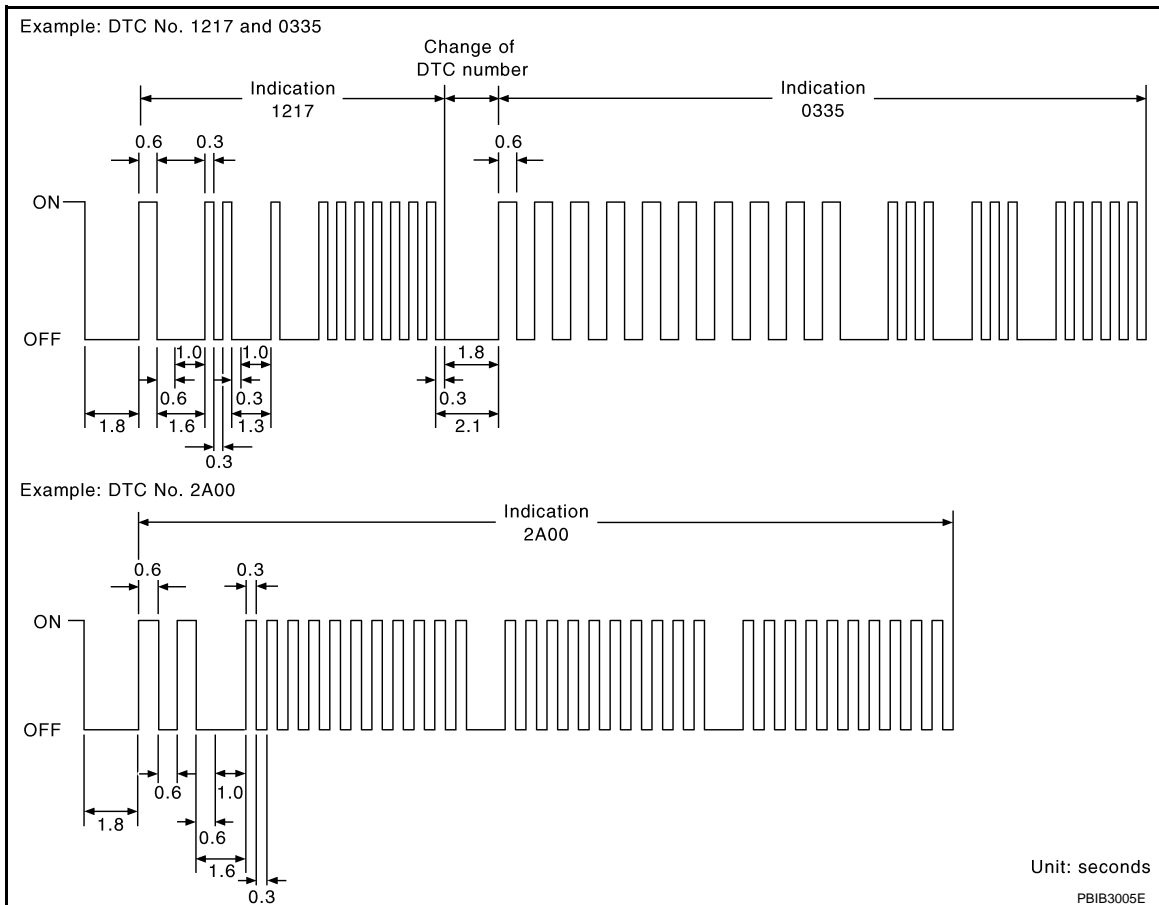 Example: DTC No. 1217 and 0335
Change of
DTC number
Indication
1217
Indication
0335
0.6
0.3
0.6
ON
OFF
1.0
1.0
1.8
0.6
0.3
0.3
1.8
1.6
1.3
2.1
0.3
Example: DTC No. 2A00
Indication
2A00
0.6
0.3
ON
OFF
0.6
1.0
1.8
0.6
1.6
0.3
Unit: seconds
PBIB3005E